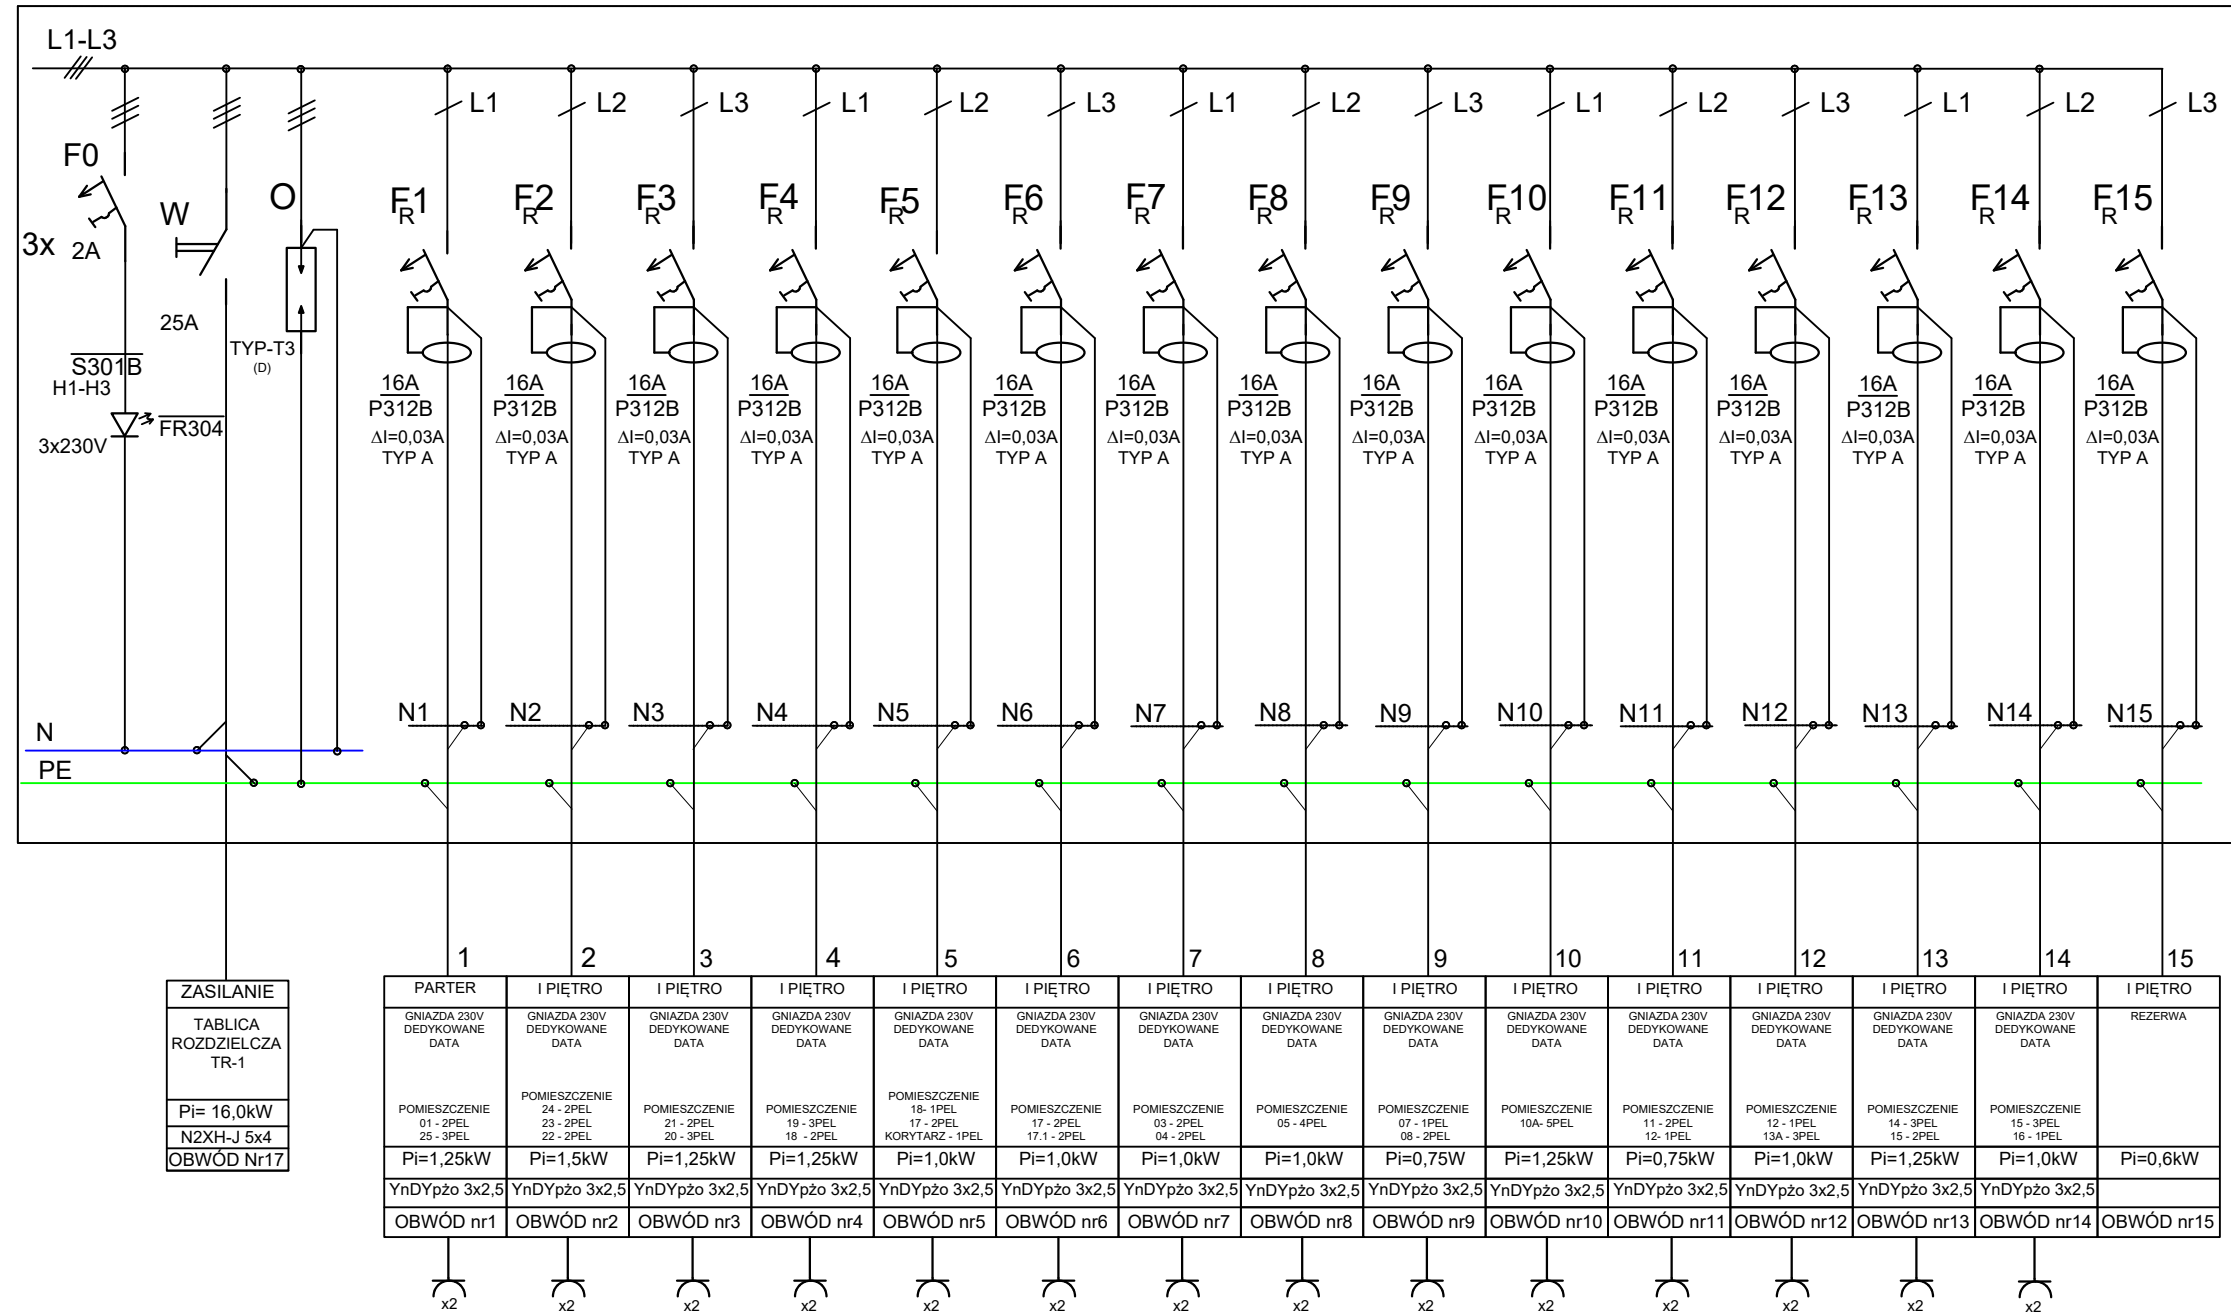 L1-L3
L1 L2 L3 L1 L2 L3 L1 L2 L3 L1 L2 L3 L1 L2 L3
F0
3x 2A
W
O
FR1 FR2 FR3 FR4 FR5 FR6 FR7 FR8 FR9 FR10 FR11 FR12 FR13 FR14 FR15
25A
TYP-T3
(D)
S301B
H1-H3
FR304
3x230V
16A 16A 16A 16A 16A 16A 16A 16A 16A 16A 16A 16A 16A 16A 16A
P312B P312B P312B P312B P312B P312B P312B P312B P312B P312B P312B P312B P312B P312B P312B
ΔI=0,03A ΔI=0,03A ΔI=0,03A ΔI=0,03A ΔI=0,03A ΔI=0,03A ΔI=0,03A ΔI=0,03A ΔI=0,03A ΔI=0,03A ΔI=0,03A ΔI=0,03A ΔI=0,03A ΔI=0,03A ΔI=0,03A
TYP A TYP A TYP A TYP A TYP A TYP A TYP A TYP A TYP A TYP A TYP A TYP A TYP A TYP A TYP A
N1 N2 N3 N4 N5 N6 N7 N8 N9 N10 N11 N12 N13 N14 N15
N
PE
ZASILANIE
TABLICA
ROZDZIELCZA
TR-1
Pi= 16,0kW
N2XH-J 5x4
OBWÓD Nr17
1
PARTER
GNIAZDA 230V
DEDYKOWANE
DATA
POMIESZCZENIE
01 - 2PEL
25 - 3PEL
Pi=1,25kW
YnDYpżo 3x2,5
OBWÓD nr1
x2
2
I PIĘTRO
GNIAZDA 230V
DEDYKOWANE
DATA
POMIESZCZENIE
24 - 2PEL
23 - 2PEL
22 - 2PEL
Pi=1,5kW
YnDYpżo 3x2,5
OBWÓD nr2
x2
3
I PIĘTRO
GNIAZDA 230V
DEDYKOWANE
DATA
POMIESZCZENIE
21 - 2PEL
20 - 3PEL
Pi=1,25kW
YnDYpżo 3x2,5
OBWÓD nr3
x2
4
I PIĘTRO
GNIAZDA 230V
DEDYKOWANE
DATA
POMIESZCZENIE
19 - 3PEL
18 - 2PEL
Pi=1,25kW
YnDYpżo 3x2,5
OBWÓD nr4
x2
5
I PIĘTRO
GNIAZDA 230V
DEDYKOWANE
DATA
POMIESZCZENIE
18- 1PEL
17 - 2PEL
KORYTARZ - 1PEL
Pi=1,0kW
YnDYpżo 3x2,5
OBWÓD nr5
x2
6
I PIĘTRO
GNIAZDA 230V
DEDYKOWANE
DATA
POMIESZCZENIE
17 - 2PEL
17.1 - 2PEL
Pi=1,0kW
YnDYpżo 3x2,5
OBWÓD nr6
x2
7
I PIĘTRO
GNIAZDA 230V
DEDYKOWANE
DATA
POMIESZCZENIE
03 - 2PEL
04 - 2PEL
Pi=1,0kW
YnDYpżo 3x2,5
OBWÓD nr7
x2
8
I PIĘTRO
GNIAZDA 230V
DEDYKOWANE
DATA
POMIESZCZENIE
05 - 4PEL
Pi=1,0kW
YnDYpżo 3x2,5
OBWÓD nr8
x2
9
I PIĘTRO
GNIAZDA 230V
DEDYKOWANE
DATA
POMIESZCZENIE
07 - 1PEL
08 - 2PEL
Pi=0,75W
YnDYpżo 3x2,5
OBWÓD nr9
x2
10
I PIĘTRO
GNIAZDA 230V
DEDYKOWANE
DATA
POMIESZCZENIE
10A- 5PEL
Pi=1,25kW
YnDYpżo 3x2,5
OBWÓD nr10
x2
11
I PIĘTRO
GNIAZDA 230V
DEDYKOWANE
DATA
POMIESZCZENIE
11 - 2PEL
12- 1PEL
Pi=0,75kW
YnDYpżo 3x2,5
OBWÓD nr11
x2
12
I PIĘTRO
GNIAZDA 230V
DEDYKOWANE
DATA
POMIESZCZENIE
12 - 1PEL
13A - 3PEL
Pi=1,0kW
YnDYpżo 3x2,5
OBWÓD nr12
x2
13
I PIĘTRO
GNIAZDA 230V
DEDYKOWANE
DATA
POMIESZCZENIE
14 - 3PEL
15 - 2PEL
Pi=1,25kW
YnDYpżo 3x2,5
OBWÓD nr13
x2
14
I PIĘTRO
GNIAZDA 230V
DEDYKOWANE
DATA
POMIESZCZENIE
15 - 3PEL
16 - 1PEL
Pi=1,0kW
YnDYpżo 3x2,5
OBWÓD nr14
x2
15
I PIĘTRO
REZERWA
Pi=0,6kW
OBWÓD nr15